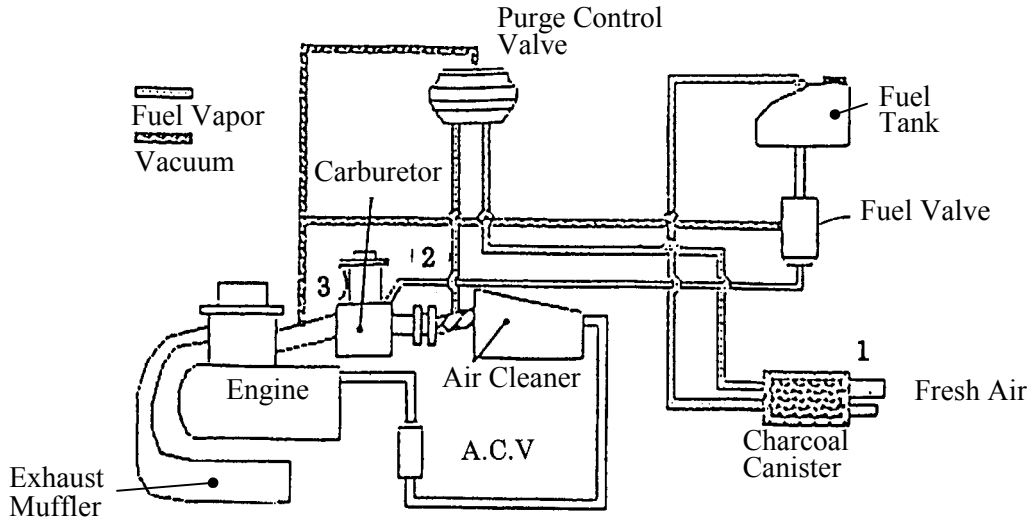 Purge Control
Valve
Fuel Vapor
Vacuum
Fuel
Tank
Carburetor
Fuel Valve
2
3
1
Engine
Air Cleaner
Fresh Air
A.C.V
Charcoal
Canister
Exhaust
Muffler